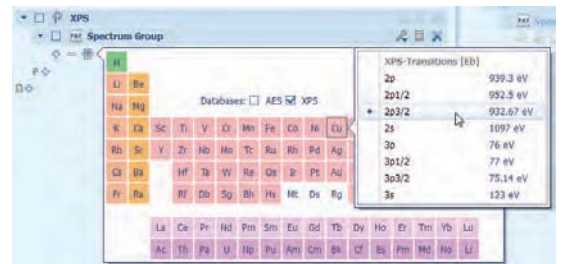 XPS
Spectrum Group
H
Li Be
Databases: AES XPS
Na Mg
K Ca Sc Ti V Cr Mn Fe Co Ni Cu
Rb Sr Y Zr Nb Mo Tc Ru Rh Pd Ag
Cs Ba Hf Ta W Re Os Ir Pt Au
Fr Ra Rf Db Sg Bh Hs Mt Ds Rg
La Ce Pr Nd Pm Sm Eu Gd Tb Dy Ho Er Tm Yb Lu
Ac Th Pa U Np Pu Am Cm Bk Cf Es Fm Md No Lr
XPS-Transitions [Eb]
2p 939.3 eV
2p1/2 952.5 eV
2p3/2 932.67 eV
2s 1097 eV
3p 76 eV
3p1/2 77 eV
3p3/2 75.14 eV
3s 123 eV